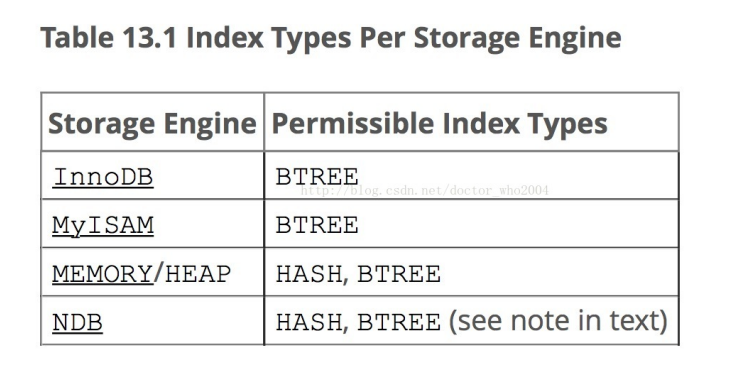 Table 13.1 Index Types Per Storage Engine
Storage Engine Permissible Index Types
InnoDB BTREE
http://blog.csdn.net/doctor_who2004
MyISAM BTREE
MEMORY/HEAP HASH, BTREE
NDB HASH, BTREE (see note in text)